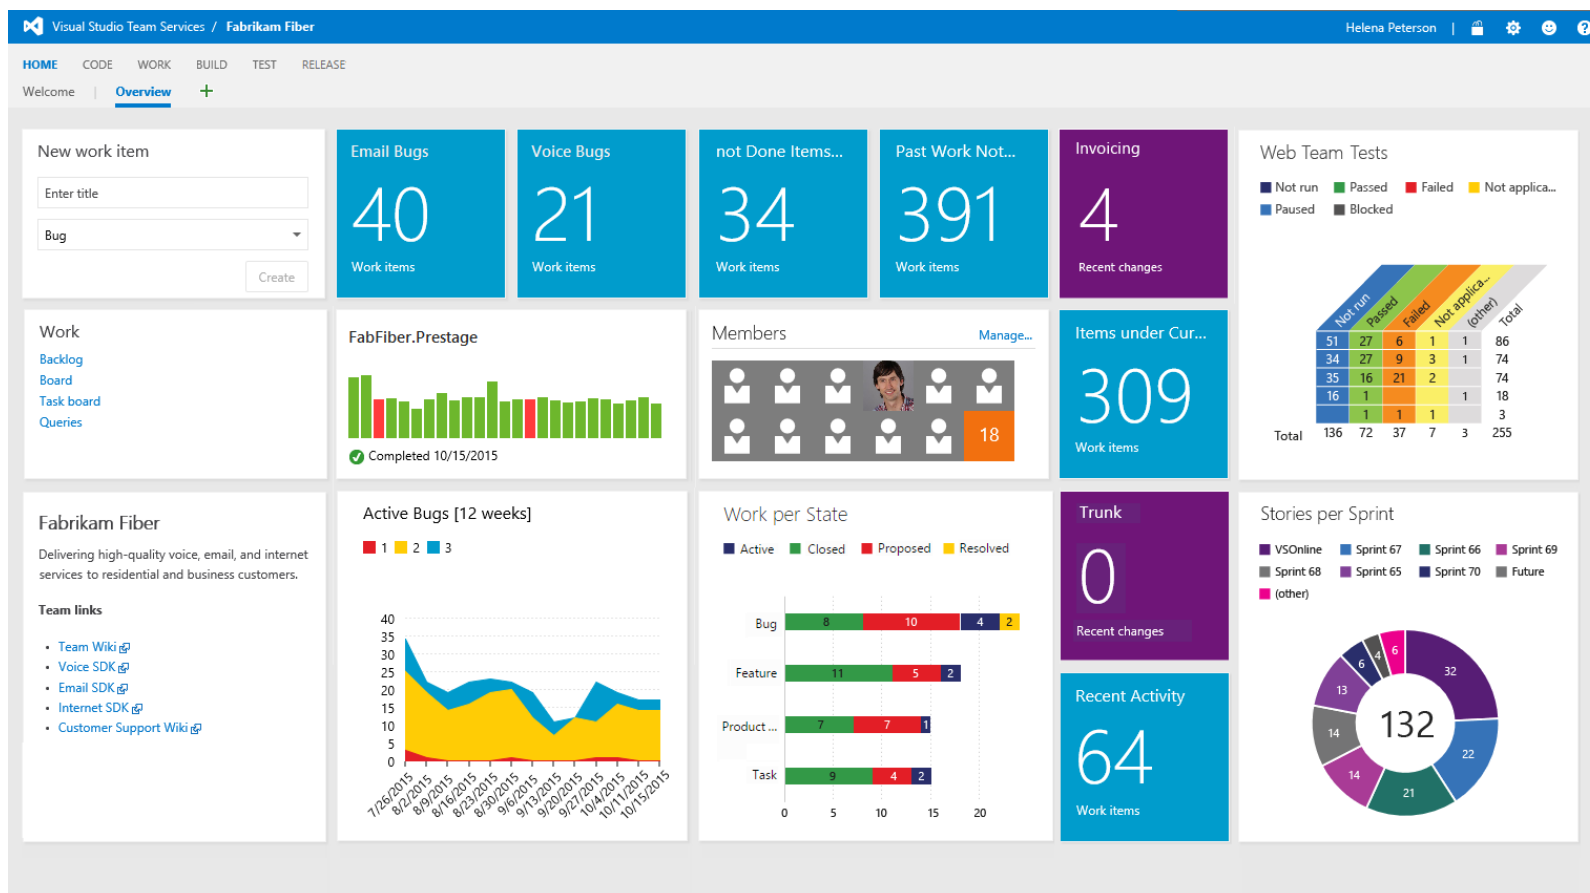 Visual Studio Team Services / Fabrikam Fiber
Helena Peterson |
HOME CODE WORK BUILD TEST RELEASE
Welcome | Overview +
New work item
Enter title
Bug
Create
Email Bugs
40
Work items
Voice Bugs
21
Work items
not Done Items...
34
Work items
Past Work Not...
391
Work items
Invoicing
4
Recent changes
Web Team Tests
Not run Passed Failed Not applica...
Paused Blocked
Not run Passed Failed Not applica... (other) Total
51 27 6 1 1 86
34 27 9 3 1 74
35 16 21 2 74
16 1 1 18
1 1 1 3
Total 136 72 37 7 3 255
Work
Backlog
Board
Task board
Queries
FabFiber.Prestage
Completed 10/15/2015
Members Manage...
18
Items under Cur...
309
Work items
Fabrikam Fiber
Delivering high-quality voice, email, and internet
services to residential and business customers.
Team links
Team Wiki
Voice SDK
Email SDK
Internet SDK
Customer Support Wiki
Active Bugs [12 weeks]
1 2 3
40
35
30
25
20
15
10
5
0
7/26/2015 8/2/2015 8/9/2015 8/16/2015 8/23/2015 8/30/2015 9/6/2015 9/13/2015 9/20/2015 9/27/2015 10/4/2015 10/11/2015 10/15/2015
Work per State
Active Closed Proposed Resolved
Bug 8 10 4 2
Feature 11 5 2
Product ... 7 7 1
Task 9 4 2
0 5 10 15 20
Trunk
0
Recent changes
Recent Activity
64
Work items
Stories per Sprint
VSOnline Sprint 67 Sprint 66 Sprint 69
Sprint 68 Sprint 65 Sprint 70 Future
(other)
32
22
21
14
14
13
6
4
6
132